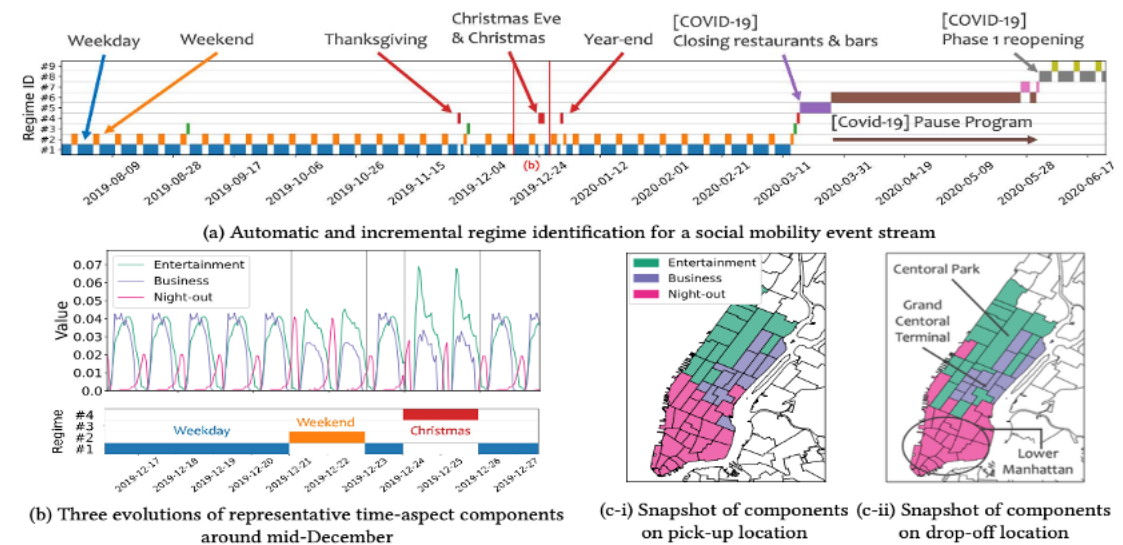 Christmas Eve
& Christmas
[COVID-19]
Closing restaurants & bars
[COVID-19]
Phase 1 reopening
Weekday
Weekend
Thanksgiving
Year-end
Regime ID
#9
#8
#7
#6
#5
#4
#3
#2
#1
[Covid-19] Pause Program
(b)
2019-08-09
2019-08-28
2019-09-17
2019-10-06
2019-10-26
2019-11-15
2019-12-04
2019-12-24
2020-01-12
2020-02-01
2020-02-21
2020-03-11
2020-03-31
2020-04-19
2020-05-09
2020-05-28
2020-06-17
(a) Automatic and incremental regime identification for a social mobility event stream
Value
0.07
0.06
0.05
0.04
0.03
0.02
0.01
0.0
Entertainment
Business
Night-out
Regime
#4
#3
#2
#1
Weekday
Weekend
Christmas
2019-12-17
2019-12-18
2019-12-19
2019-12-20
2019-12-21
2019-12-22
2019-12-23
2019-12-24
2019-12-25
2019-12-26
2019-12-27
(b) Three evolutions of representative time-aspect components
around mid-December
Entertainment
Business
Night-out
(c-i) Snapshot of components
on pick-up location
Centoral Park
Grand
Centoral
Terminal
Lower
Manhattan
(c-ii) Snapshot of components
on drop-off location